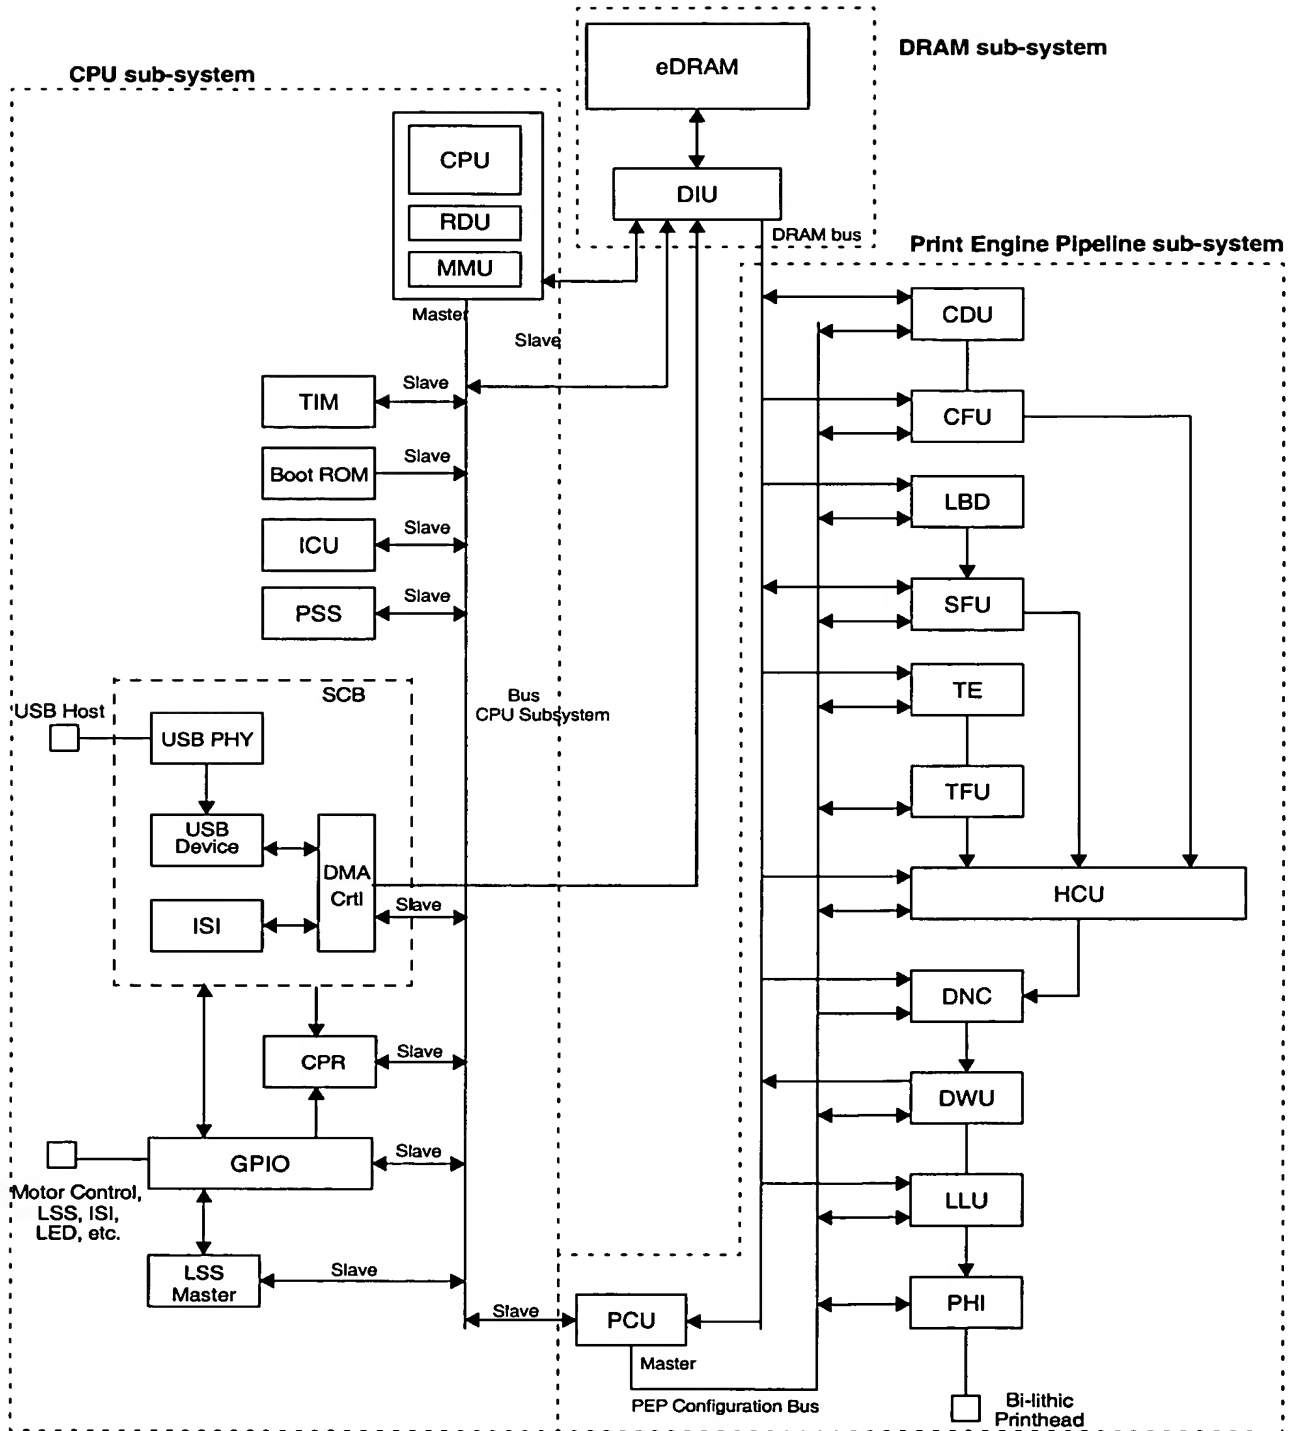 DRAM sub-system
CPU sub-system
eDRAM
CPU
RDU
MMU
DIU
DRAM bus
Print Engine Pipeline sub-system
Master
Slave
CDU
TIM
Slave
CFU
Boot ROM
Slave
LBD
ICU
Slave
PSS
Slave
SFU
SCB
Bus
CPU Subsystem
TE
USB Host
USB PHY
TFU
USB
Device
DMA
Crtl
Slave
ISI
HCU
DNC
CPR
Slave
DWU
GPIO
Slave
Motor Control,
LSS, ISI,
LED, etc.
LLU
LSS
Master
Slave
PHI
Slave
PCU
Master
PEP Configuration Bus
Bi-lithic
Printhead